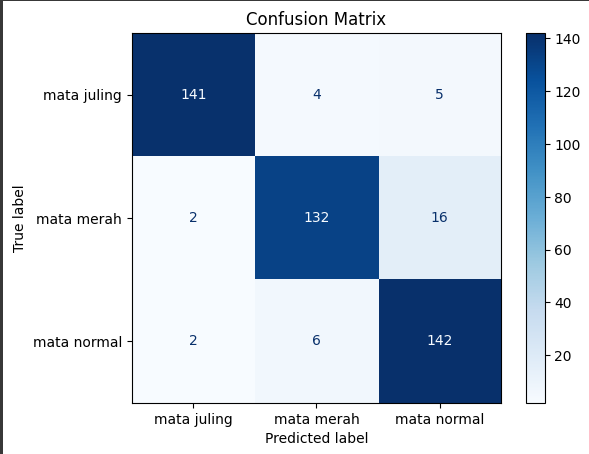 Confusion Matrix
mata juling 141 4 5
mata merah 2 132 16
mata normal 2 6 142
mata juling mata merah mata normal
Predicted label
True label
140
120
100
80
60
40
20